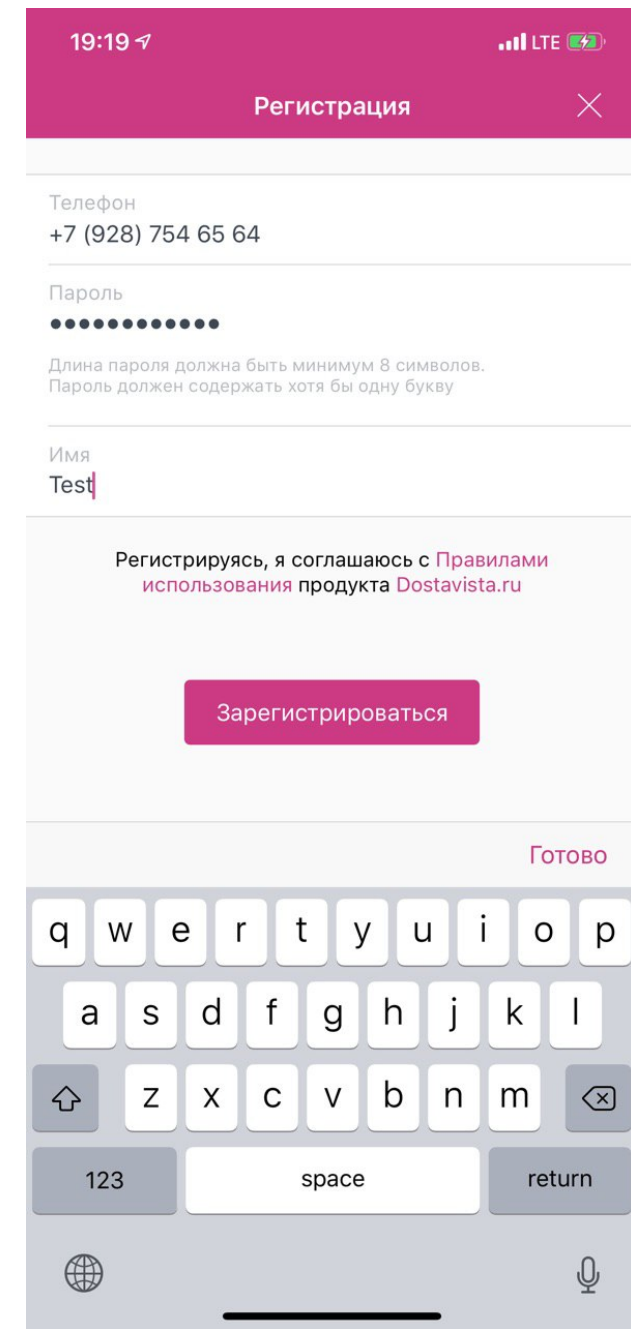 19:19 LTE
Регистрация
Телефон
+7 (928) 754 65 64
Пароль
••••••••••••
Длина пароля должна быть минимум 8 символов.
Пароль должен содержать хотя бы одну букву
Имя
Test
Регистрируясь, я соглашаюсь с Правилами
использования продукта Dostavista.ru
Зарегистрироваться
Готово
q w e r t y u i o p
a s d f g h j k l
z x c v b n m
123 space return